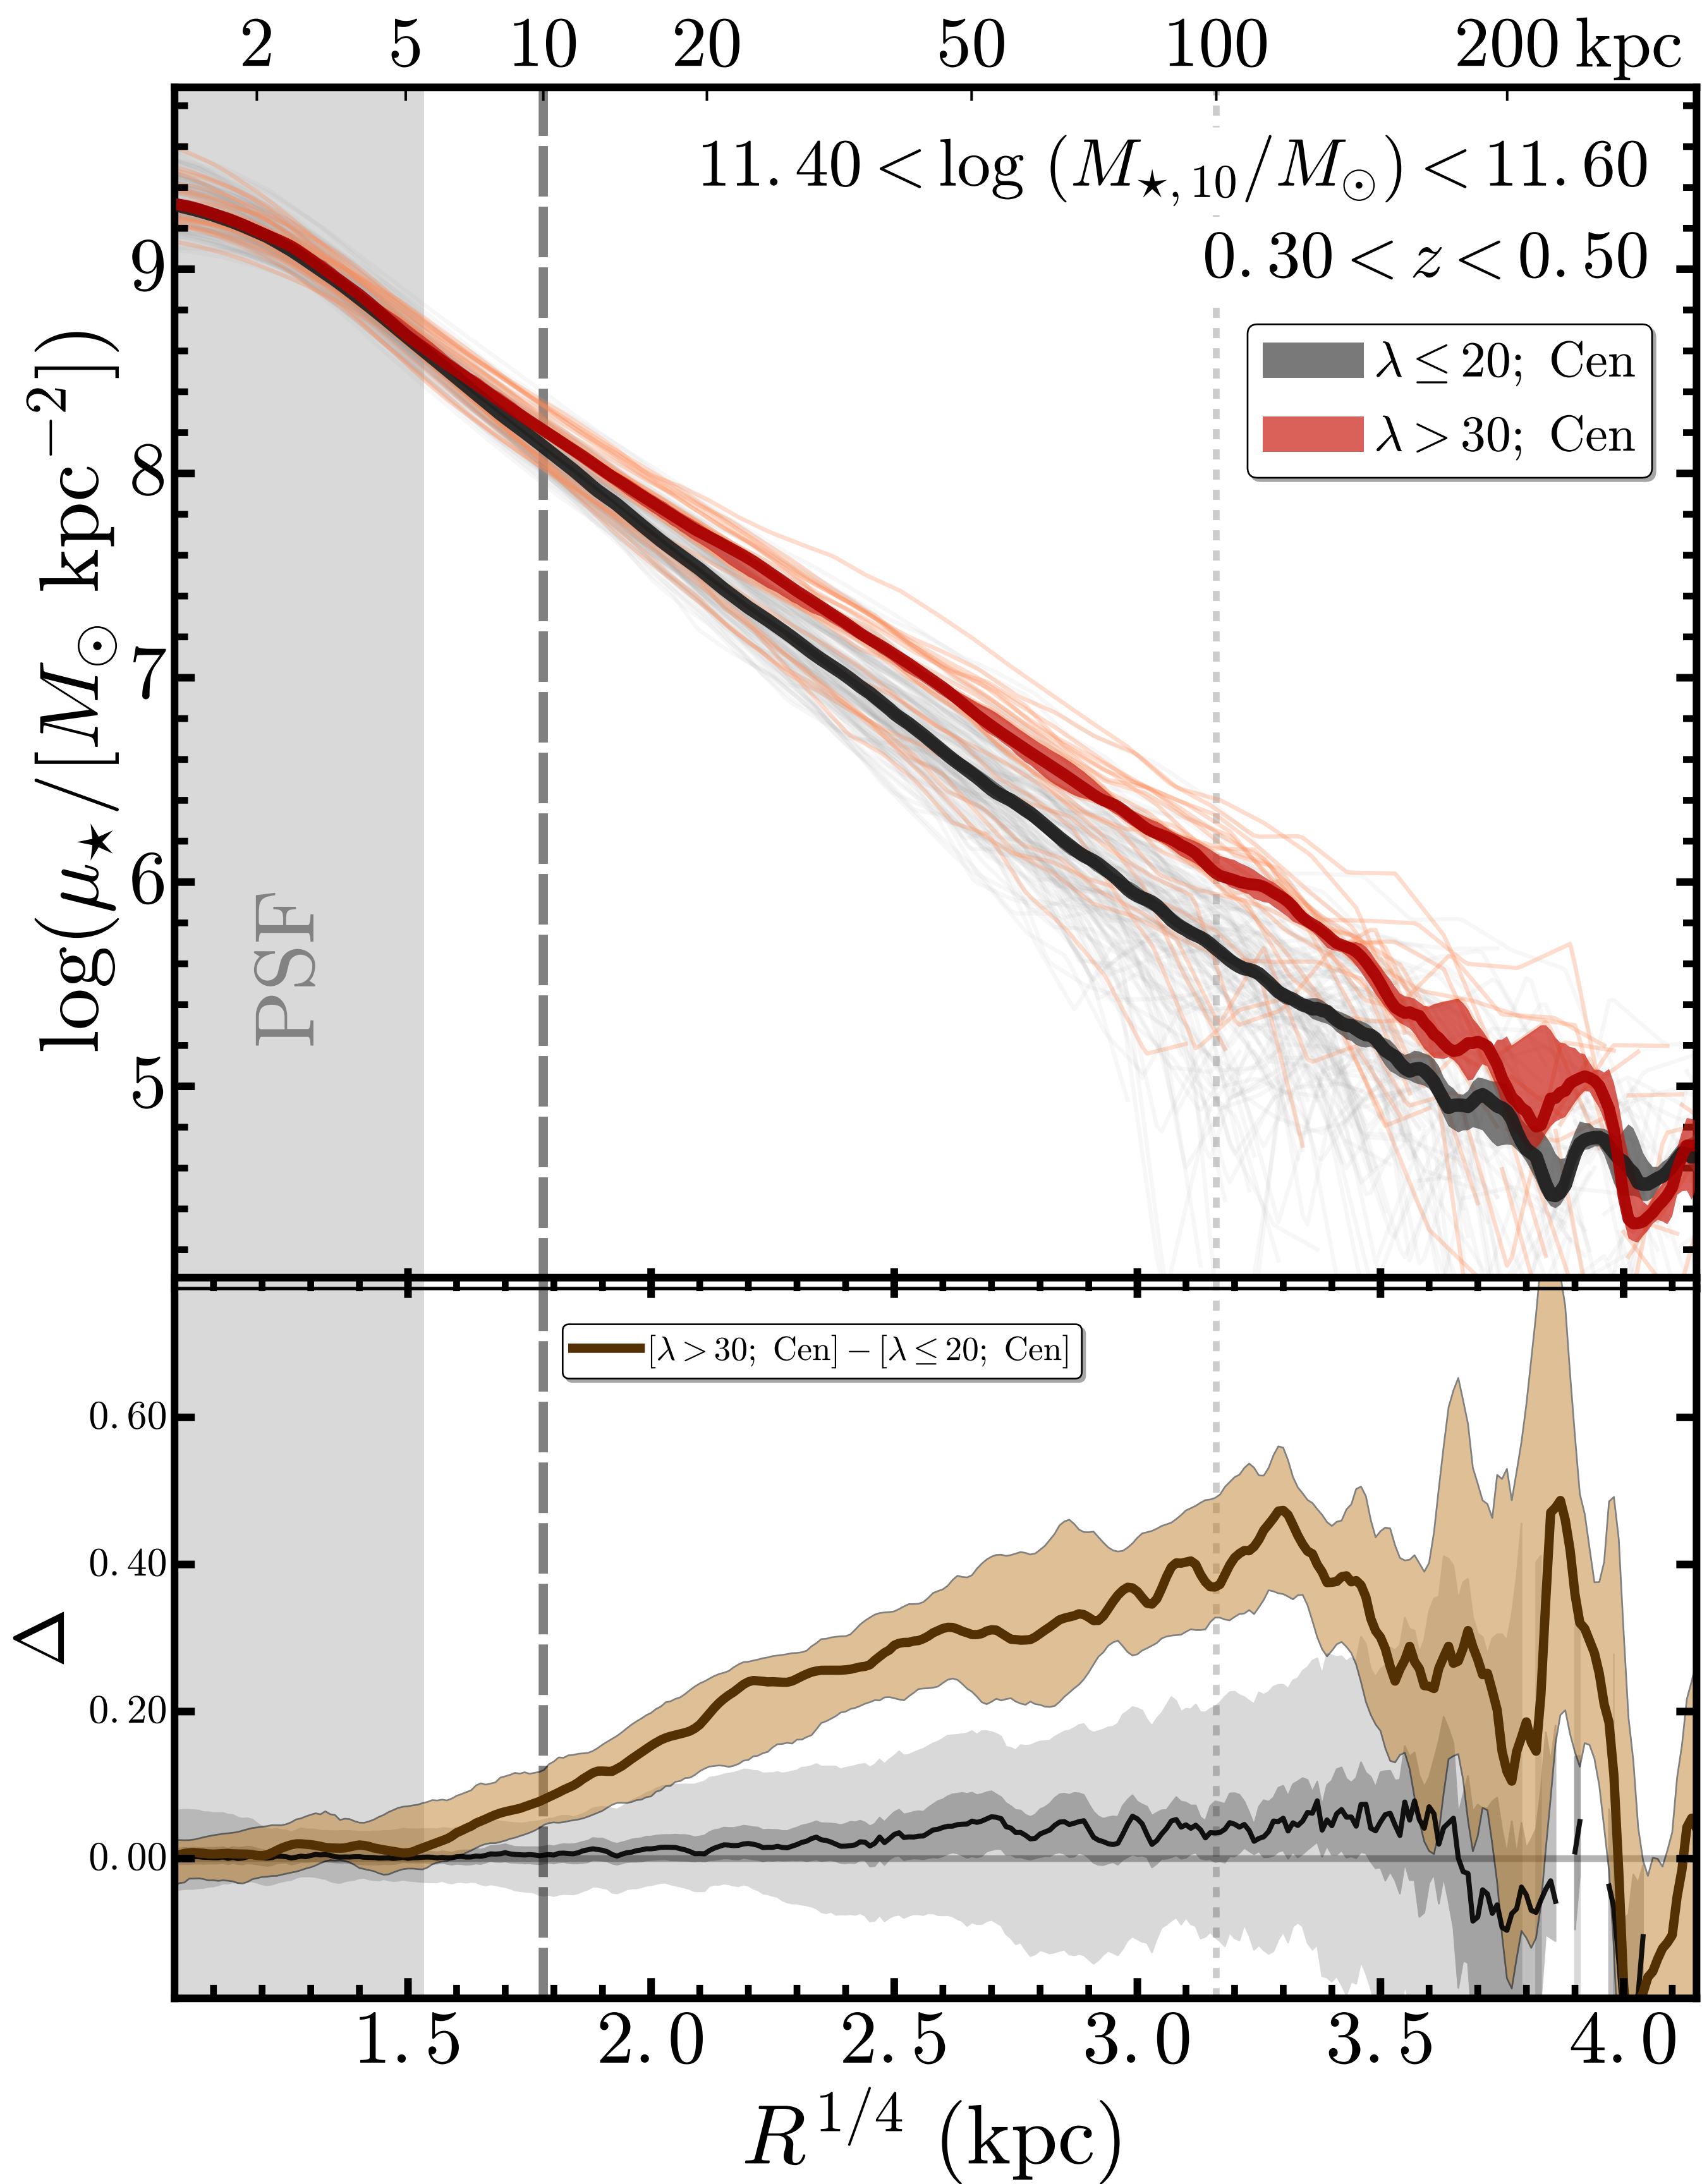 2 5 10 20 50 100 200 kpc
11.40 < log (M★,10/M⊙) < 11.60
0.30 < z < 0.50
λ ≤ 20; Cen
λ > 30; Cen
log(μ★/[M⊙ kpc−2])
9
8
7
6
5
PSF
[λ > 30; Cen] − [λ ≤ 20; Cen]
Δ
0.60
0.40
0.20
0.00
1.5 2.0 2.5 3.0 3.5 4.0
R1/4 (kpc)